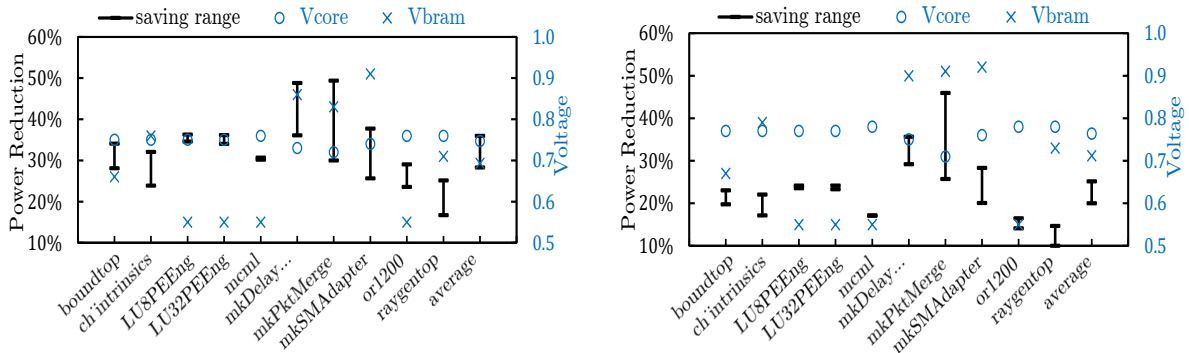 saving range Vcore Vbram
Power Reduction
60%
50%
40%
30%
20%
10%
1.0
0.9
0.8
0.7
0.6
0.5
Voltage
boundtop
ch intrinsics
LU8PEEng
LU32PEEng
mcml
mkDelay...
mkPktMerge
mkSMAdapter
or1200
raygentop
average
saving range Vcore Vbram
Power Reduction
60%
50%
40%
30%
20%
10%
1.0
0.9
0.8
0.7
0.6
0.5
Voltage
boundtop
ch intrinsics
LU8PEEng
LU32PEEng
mcml
mkDelay...
mkPktMerge
mkSMAdapter
or1200
raygentop
average